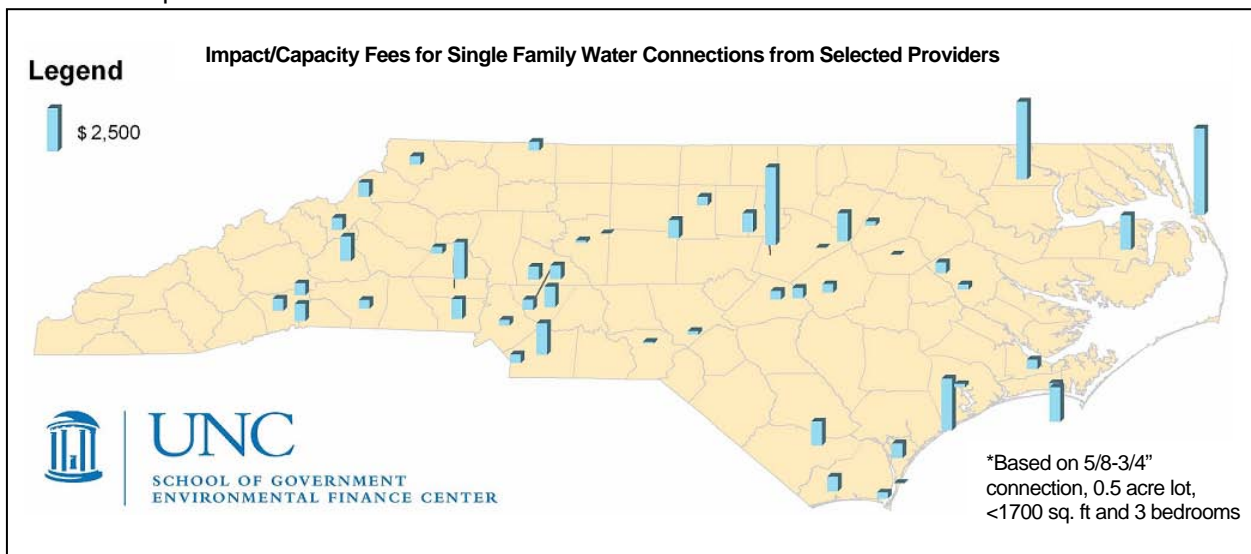 Impact/Capacity Fees for Single Family Water Connections from Selected Providers
Legend
$ 2,500
UNC
SCHOOL OF GOVERNMENT
ENVIRONMENTAL FINANCE CENTER
*Based on 5/8-3/4”
connection, 0.5 acre lot,
<1700 sq. ft and 3 bedrooms